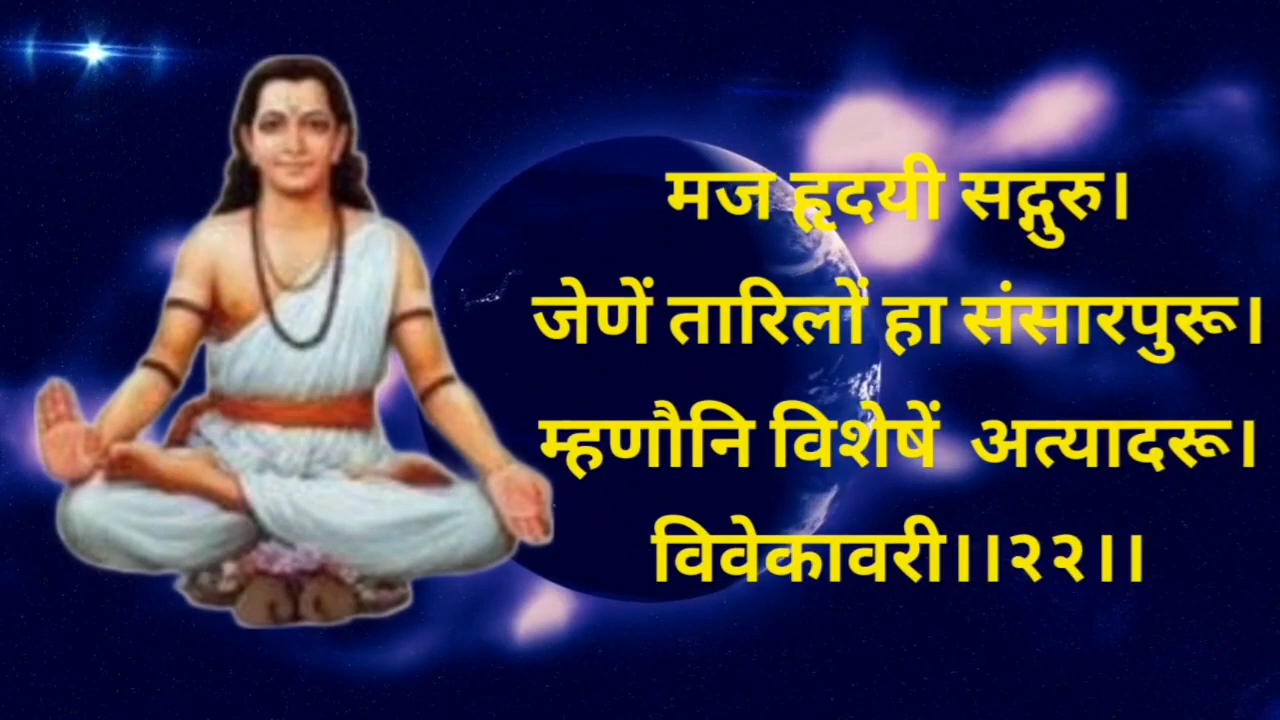 मज हृदयी सद्गुरु।
जेणें तारिलों हा संसारपुरू।
म्हणौनि विशेषें अत्यादरू।
विवेकावरी।।२२।।